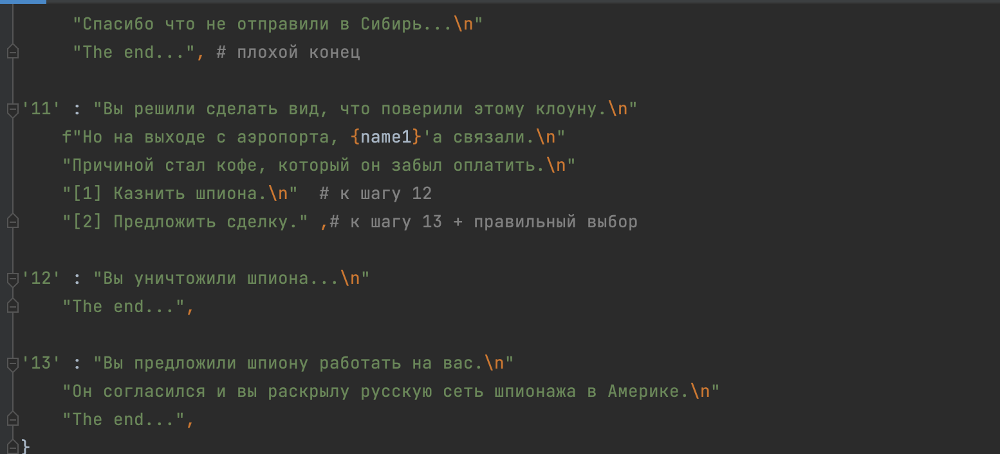 "Спасибо что не отправили в Сибирь...\n"
"The end...", # плохой конец
'11' : "Вы решили сделать вид, что поверили этому клоуну.\n"
f"Но на выходе с аэропорта, {name1}'а связали.\n"
"Причиной стал кофе, который он забыл оплатить.\n"
"[1] Казнить шпиона.\n"  # к шагу 12
"[2] Предложить сделку." ,# к шагу 13 + правильный выбор
'12' : "Вы уничтожили шпиона...\n"
"The end...",
'13' : "Вы предложили шпиону работать на вас.\n"
"Он согласился и вы раскрылу русскую сеть шпионажа в Америке.\n"
"The end...",
}